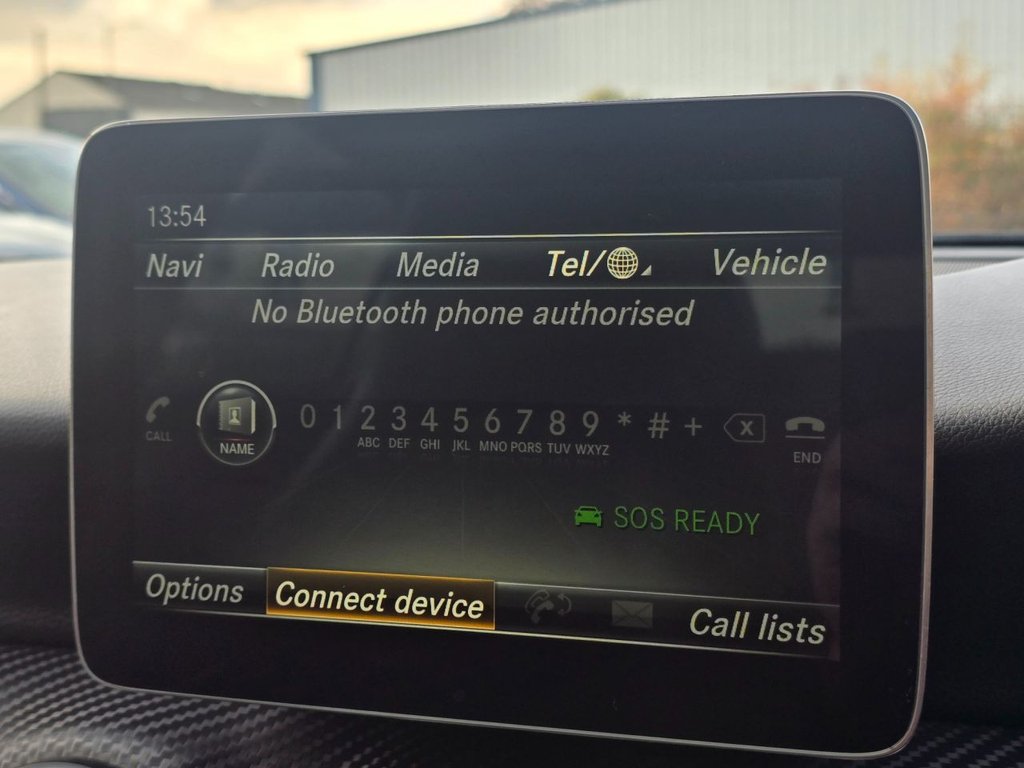 13:54
Navi Radio Media Tel/ Vehicle
No Bluetooth phone authorised
0 1 2 3 4 5 6 7 8 9 * # + X
CALL NAME ABC DEF GHI JKL MNO PQRS TUV WXYZ END
SOS READY
Options Connect device Call lists